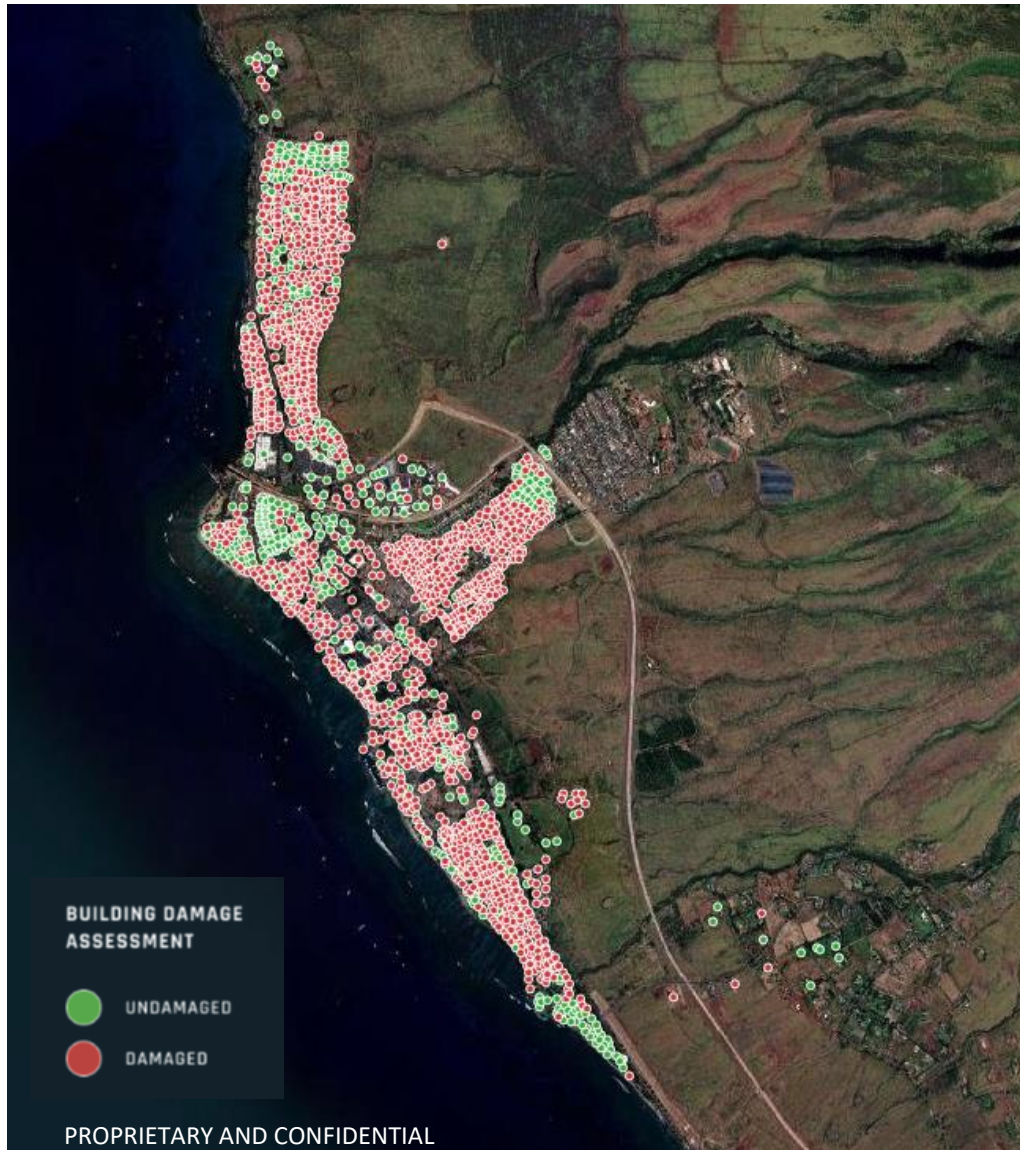 BUILDING DAMAGE
ASSESSMENT
UNDAMAGED
DAMAGED
PROPRIETARY AND CONFIDENTIAL